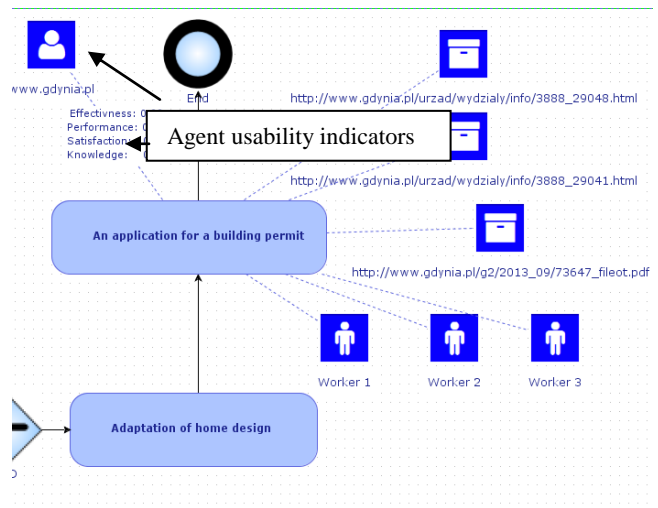 www.gdynia.pl
End
http://www.gdynia.pl/urzad/wydzialy/info/3888_29048.html
Effectivness: 0
Performance: 0
Satisfaction:
Knowledge:
Agent usability indicators
http://www.gdynia.pl/urzad/wydzialy/info/3888_29041.html
An application for a building permit
http://www.gdynia.pl/g2/2013_09/73647_fileot.pdf
Worker 1
Worker 2
Worker 3
Adaptation of home design